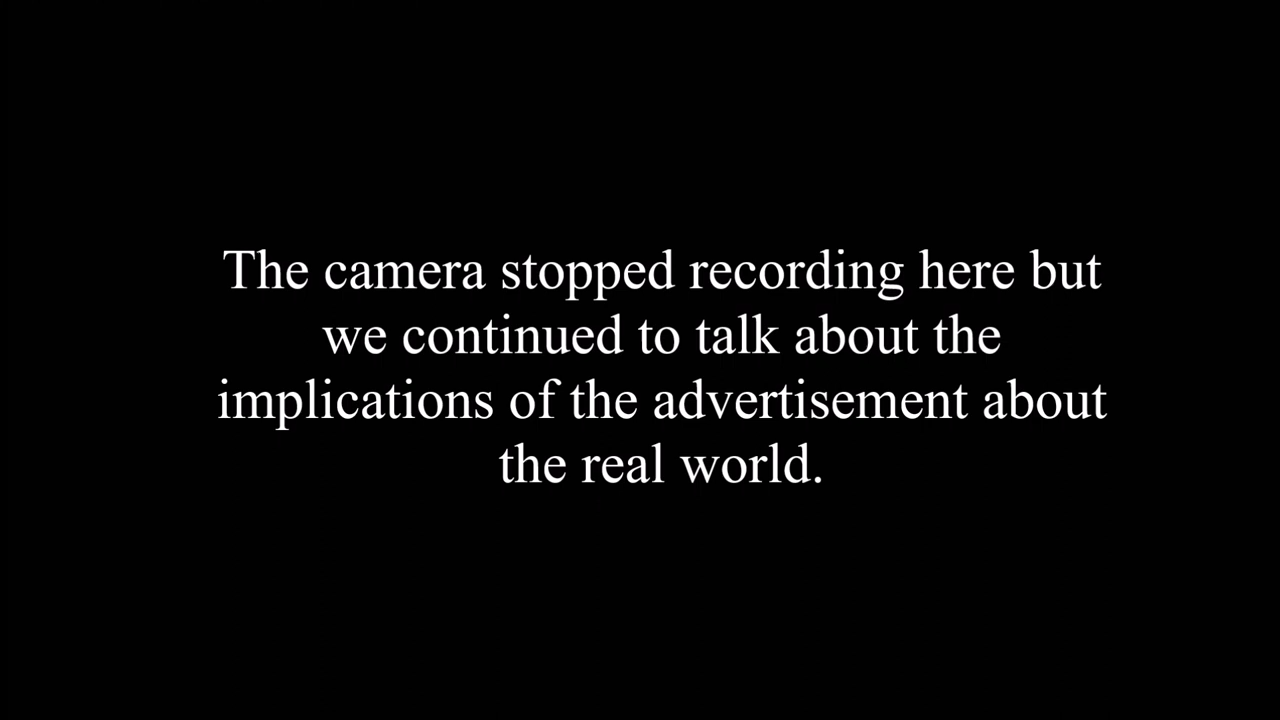 The camera stopped recording here but
we continued to talk about the
implications of the advertisement about
the real world.